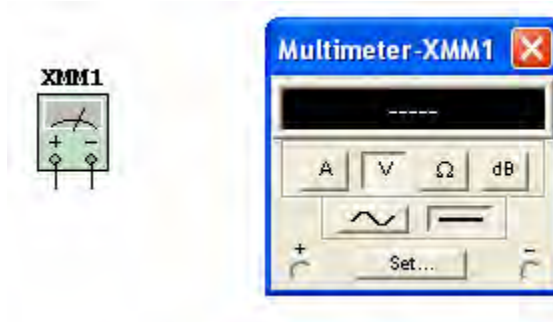 XMM1
+ −
Multimeter-XMM1
-----
A V Ω dB
+ Set... −